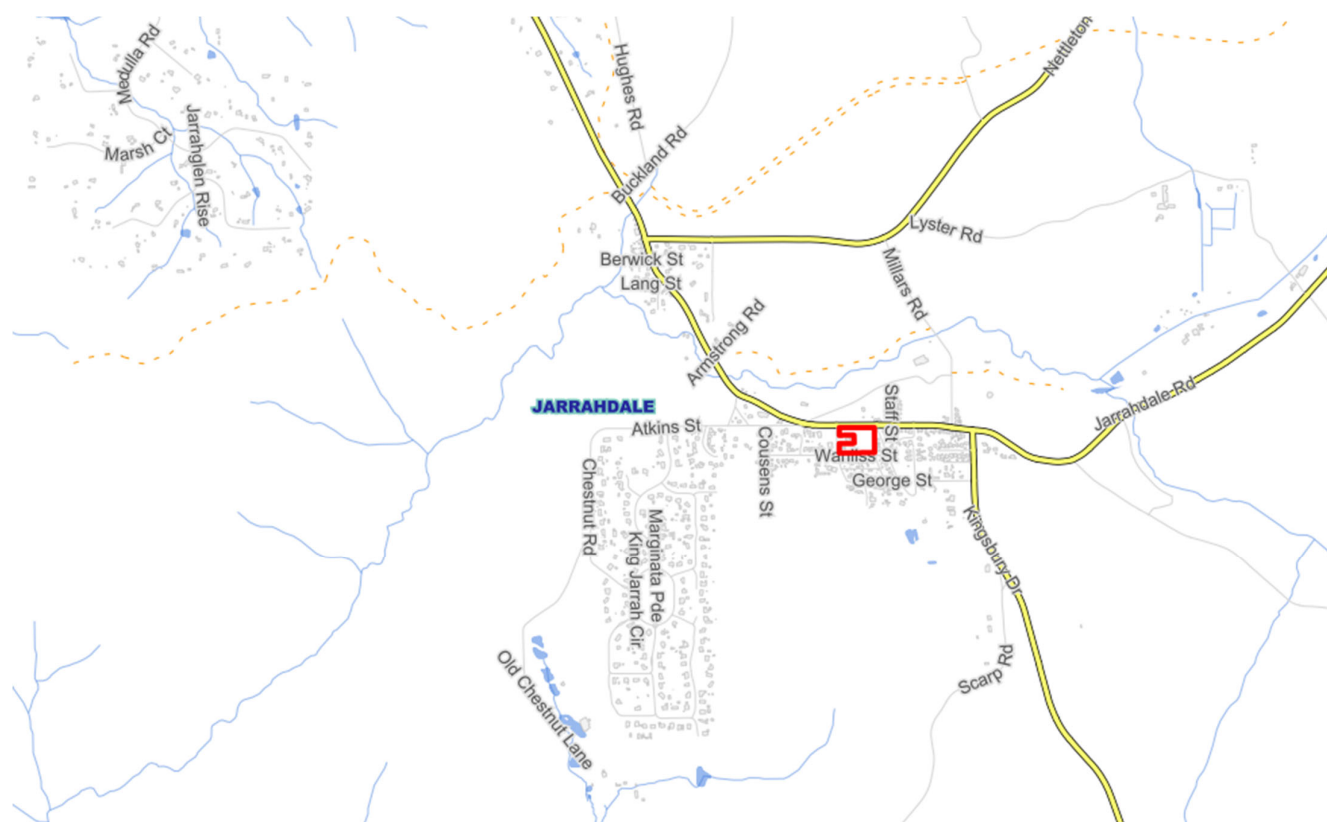 Medulla Rd
Hughes Rd
Nettleton
Jarrahglen Rise
Marsh Ct
Buckland Rd
Lyster Rd
Berwick St
Millars Rd
Lang St
Armstrong Rd
Jarrahdale Rd
JARRAHDALE
Staff St
Atkins St
Cousens St
Wanliss St
George St
Chestnut Rd
Marginata Pde
King Jarrah Cir
Kingsbury Dr
Scarp Rd
Old Chestnut Lane